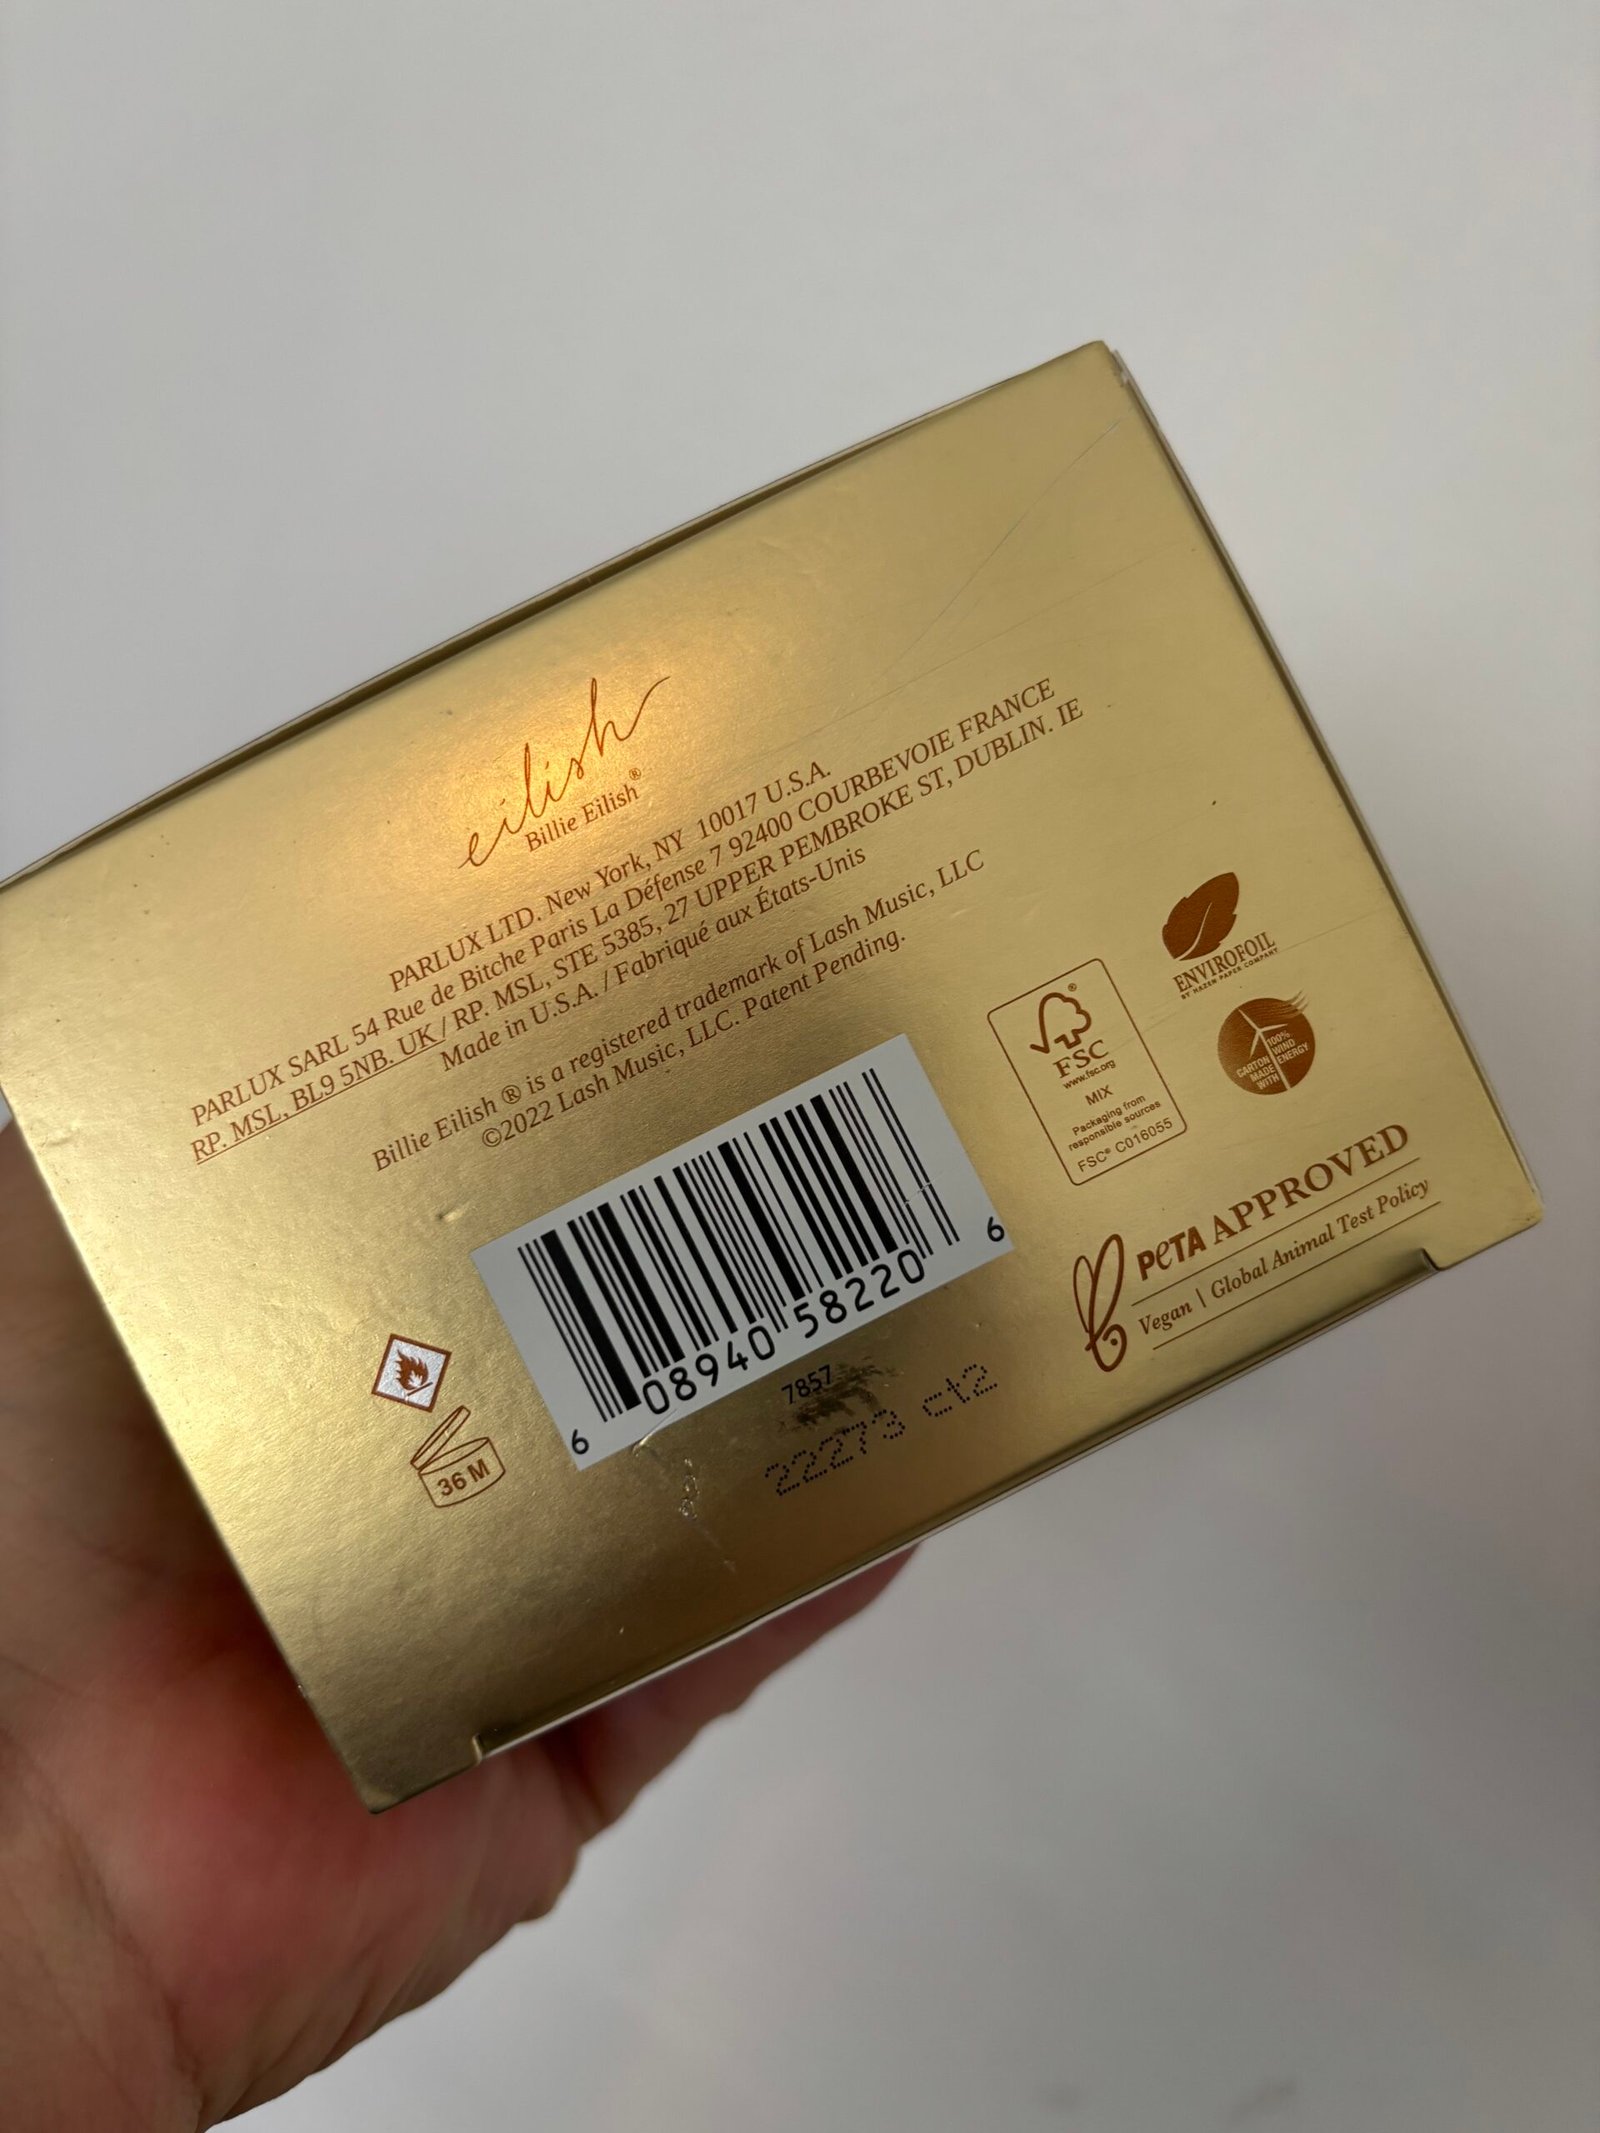 eilish
Billie Eilish®
PARLUX LTD. New York, NY 10017 U.S.A.
PARLUX SARL 54 Rue de Bitche Paris La Défense 7 92400 COURBEVOIE FRANCE
RP. MSL, BL9 5NB. UK / RP. MSL, STE 5385, 27 UPPER PEMBROKE ST, DUBLIN. IE
Made in U.S.A. / Fabriqué aux États-Unis
Billie Eilish ® is a registered trademark of Lash Music, LLC
©2022 Lash Music, LLC. Patent Pending.
ENVIROFOIL
BY HAZEN PAPER COMPANY
FSC®
www.fsc.org
MIX
Packaging from
responsible sources
FSC® C016055
CARTON MADE WITH 100% WIND ENERGY
PETA APPROVED
Vegan | Global Animal Test Policy
6 08940 58220 6
7857
22273 ct2
36 M